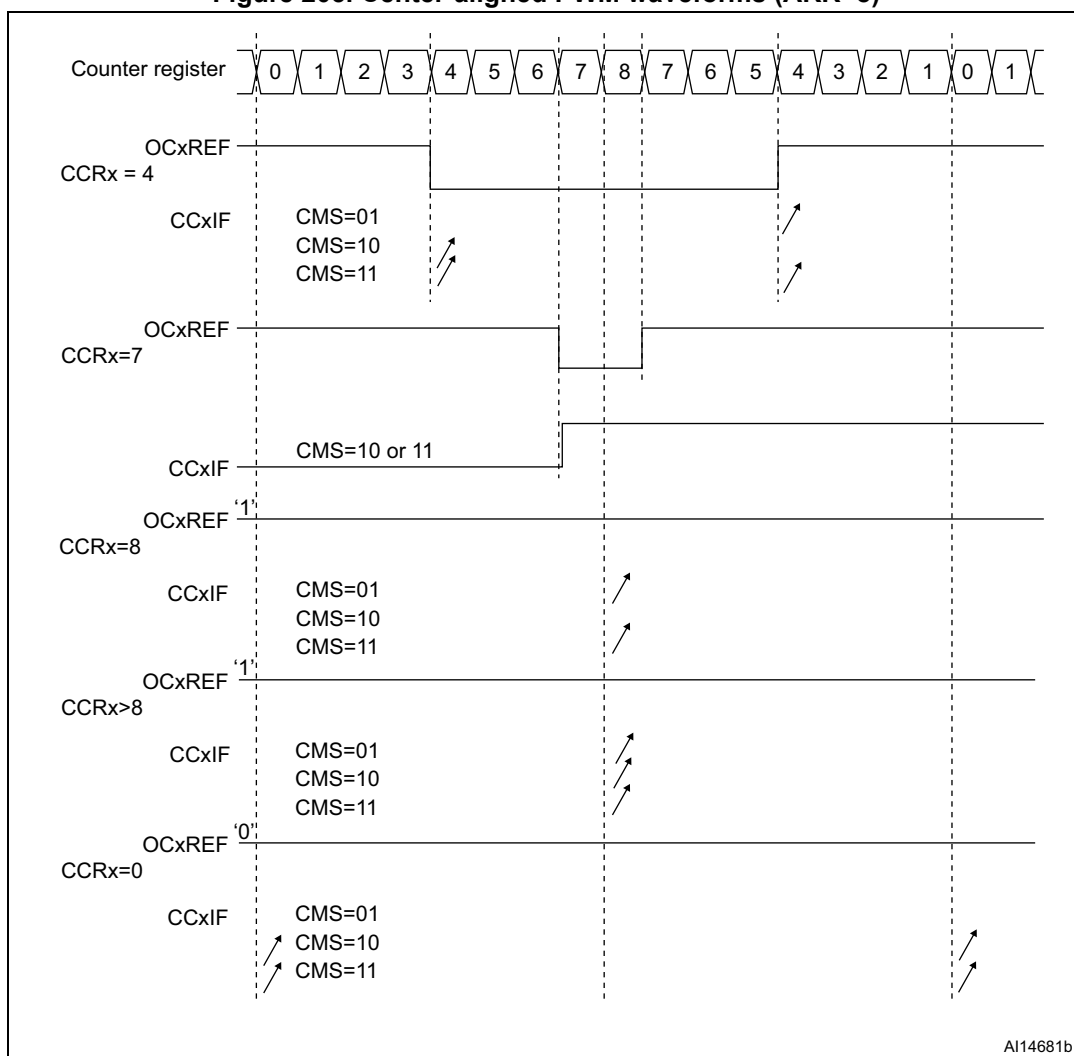 Figure 203. Center-aligned PWM waveforms (ARR=8)
Counter register 0 1 2 3 4 5 6 7 8 7 6 5 4 3 2 1 0 1
OCxREF
CCRx = 4
CCxIF CMS=01
CMS=10
CMS=11
OCxREF
CCRx=7
CMS=10 or 11
CCxIF
OCxREF '1'
CCRx=8
CCxIF CMS=01
CMS=10
CMS=11
OCxREF '1'
CCRx>8
CCxIF CMS=01
CMS=10
CMS=11
OCxREF '0'
CCRx=0
CCxIF CMS=01
CMS=10
CMS=11
AI14681b